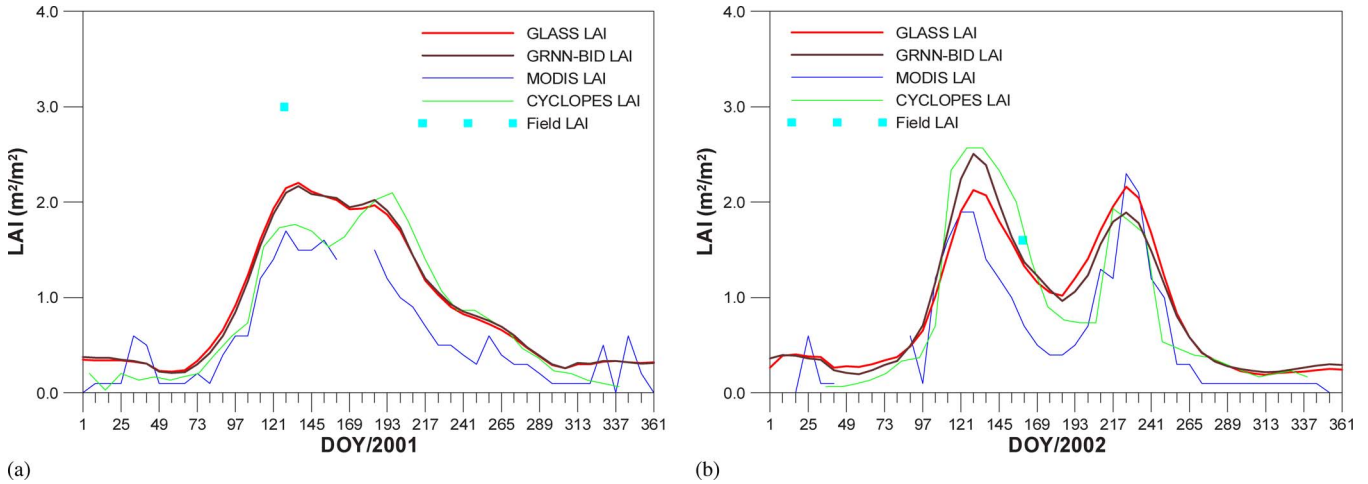 4.0
3.0
2.0
1.0
0.0
LAI (m²/m²)
GLASS LAI
GRNN-BID LAI
MODIS LAI
CYCLOPES LAI
Field LAI
1 25 49 73 97 121 145 169 193 217 241 265 289 313 337 361
DOY/2001
(a)
4.0
3.0
2.0
1.0
0.0
LAI (m²/m²)
GLASS LAI
GRNN-BID LAI
MODIS LAI
CYCLOPES LAI
Field LAI
1 25 49 73 97 121 145 169 193 217 241 265 289 313 337 361
DOY/2002
(b)